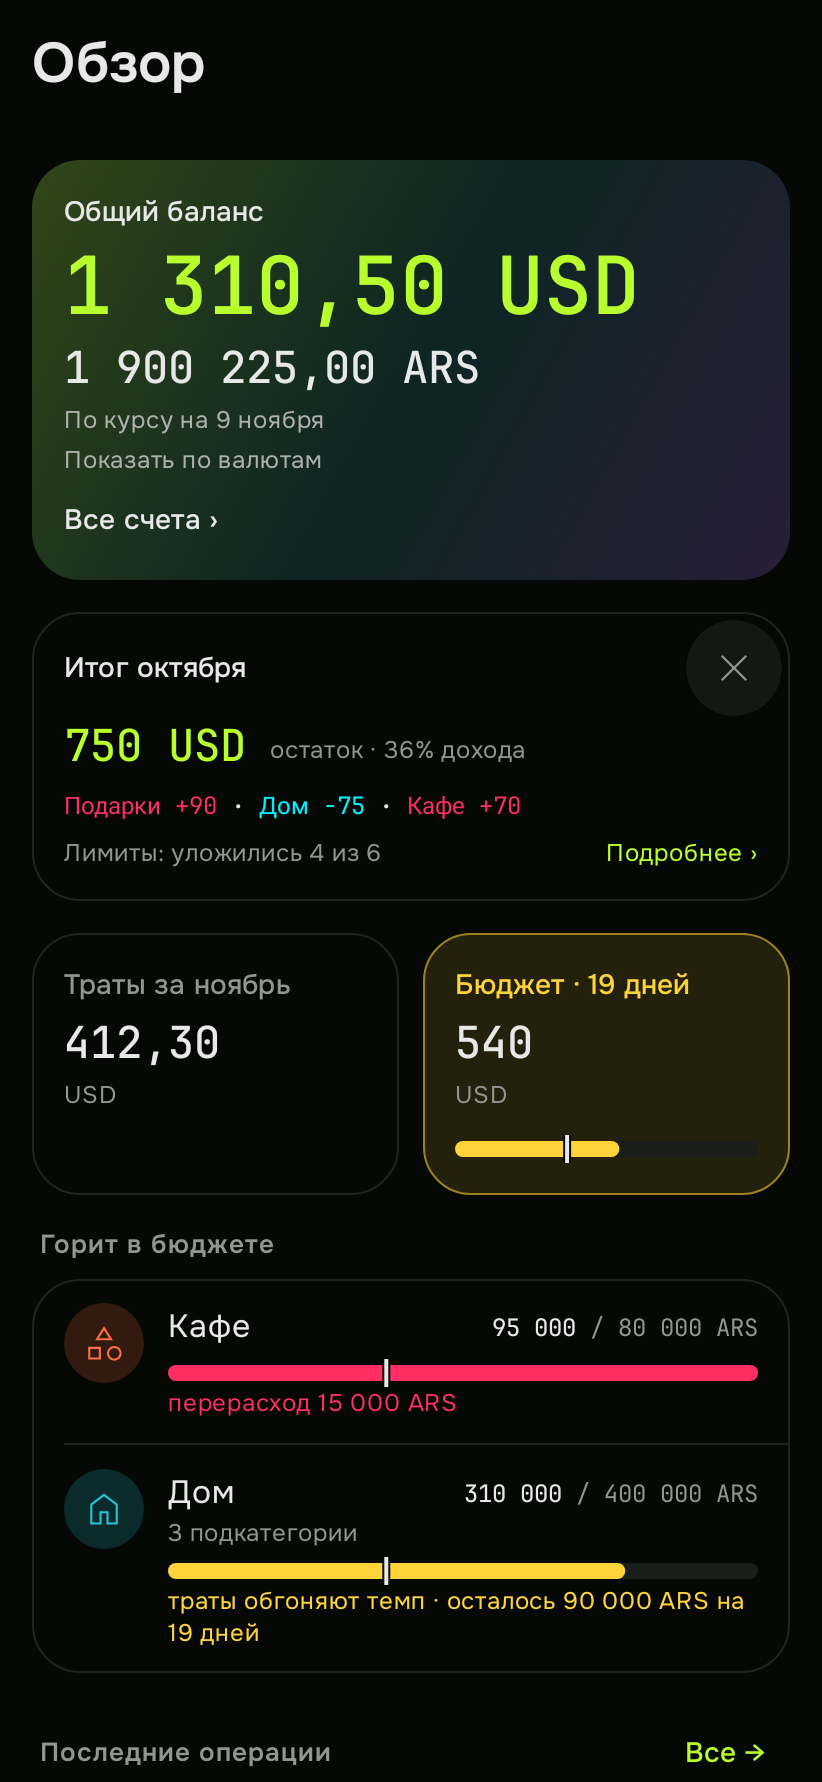 Обзор
Общий баланс
1 310,50 USD
1 900 225,00 ARS
По курсу на 9 ноября
Показать по валютам
Все счета ›
Итог октября
750 USD остаток · 36% дохода
Подарки +90 · Дом -75 · Кафе +70
Лимиты: уложились 4 из 6 Подробнее ›
Траты за ноябрь
412,30
USD
Бюджет · 19 дней
540
USD
Горит в бюджете
Кафе 95 000 / 80 000 ARS
перерасход 15 000 ARS
Дом 310 000 / 400 000 ARS
3 подкатегории
траты обгоняют темп · осталось 90 000 ARS на
19 дней
Последние операции Все →